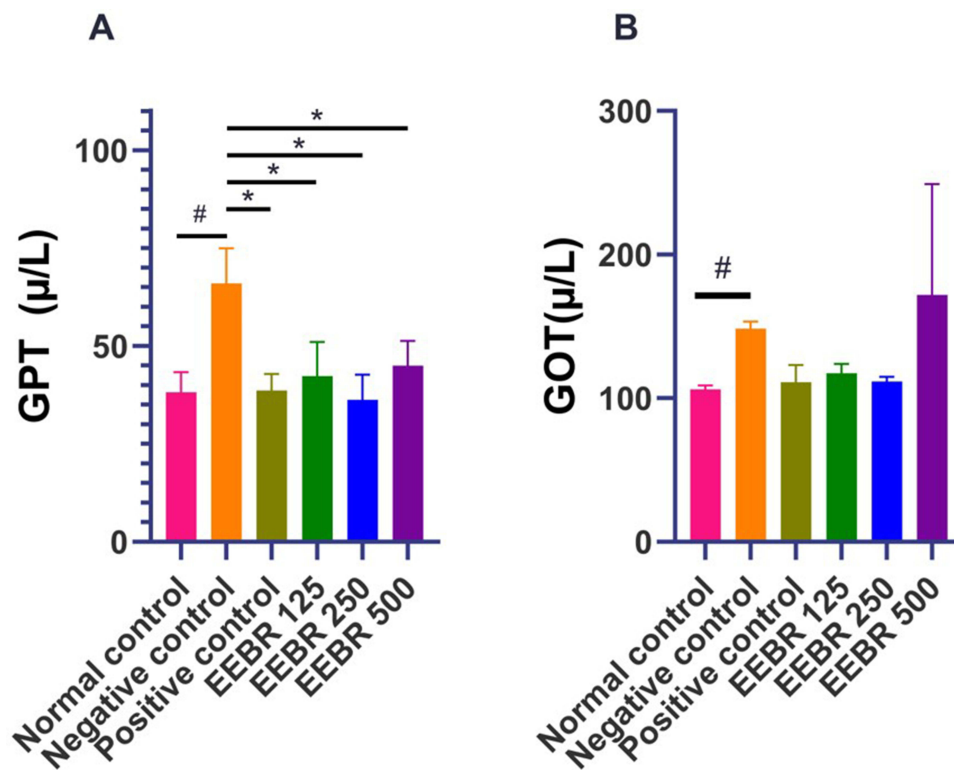 A
GPT (µ/L)
100
50
0
#
*
*
*
*
Normal control
Negative control
Positive control
EEBR 125
EEBR 250
EEBR 500
B
GOT(µ/L)
300
200
100
0
#
Normal control
Negative control
Positive control
EEBR 125
EEBR 250
EEBR 500